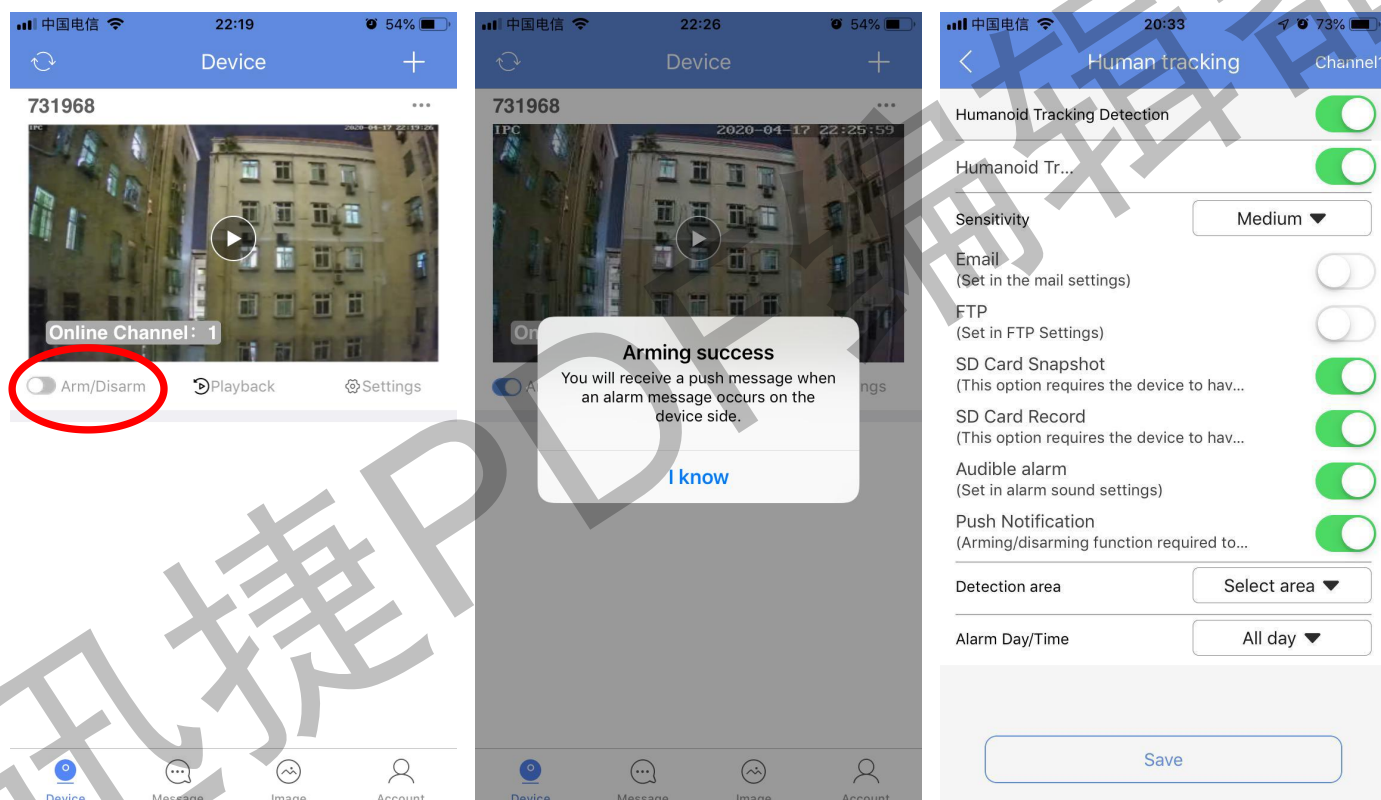 中国电信
22:19
54%
Device
731968
IPC
2020-04-17 22:19:26
Online Channel: 1
Arm/Disarm
Playback
Settings
Device
Message
Image
Account
中国电信
22:26
54%
Device
731968
IPC
2020-04-17 22:25:59
On
A
ngs
Arming success
You will receive a push message when
an alarm message occurs on the
device side.
I know
Device
Message
Image
Account
中国电信
20:33
73%
Human tracking
Channel1
Humanoid Tracking Detection
Humanoid Tr...
Sensitivity
Medium
Email
(Set in the mail settings)
FTP
(Set in FTP Settings)
SD Card Snapshot
(This option requires the device to hav...
SD Card Record
(This option requires the device to hav...
Audible alarm
(Set in alarm sound settings)
Push Notification
(Arming/disarming function required to...
Detection area
Select area
Alarm Day/Time
All day
Save
迅捷PDF编辑